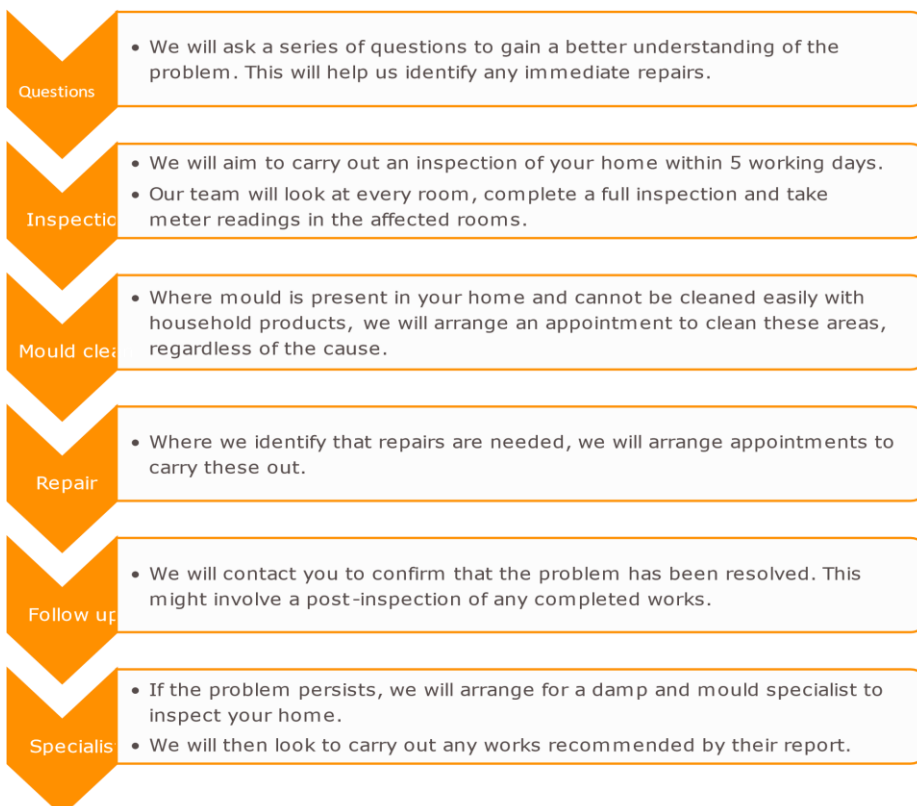 Questions
• We will ask a series of questions to gain a better understanding of the
problem. This will help us identify any immediate repairs.
Inspectio
• We will aim to carry out an inspection of your home within 5 working days.
• Our team will look at every room, complete a full inspection and take
meter readings in the affected rooms.
Mould clea
• Where mould is present in your home and cannot be cleaned easily with
household products, we will arrange an appointment to clean these areas,
regardless of the cause.
Repair
• Where we identify that repairs are needed, we will arrange appointments to
carry these out.
Follow up
• We will contact you to confirm that the problem has been resolved. This
might involve a post-inspection of any completed works.
Specialis
• If the problem persists, we will arrange for a damp and mould specialist to
inspect your home.
• We will then look to carry out any works recommended by their report.